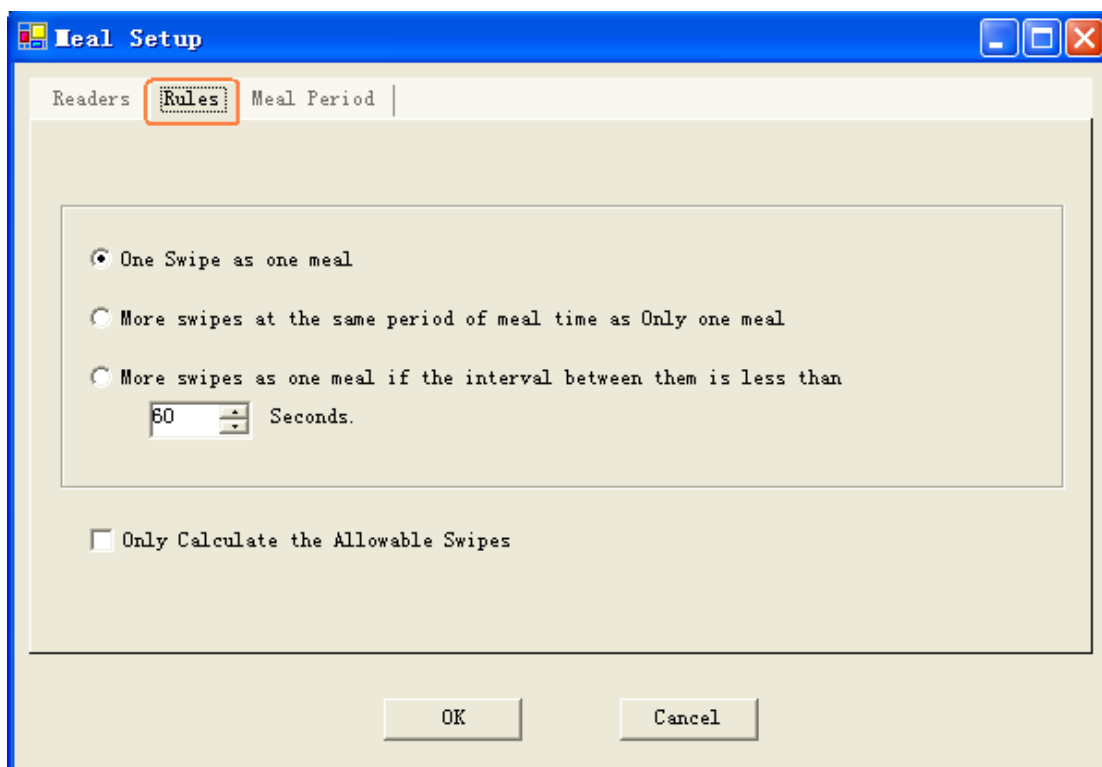 Meal Setup
Readers Rules Meal Period
One Swipe as one meal
More swipes at the same period of meal time as Only one meal
More swipes as one meal if the interval between them is less than
60 Seconds.
Only Calculate the Allowable Swipes
OK Cancel